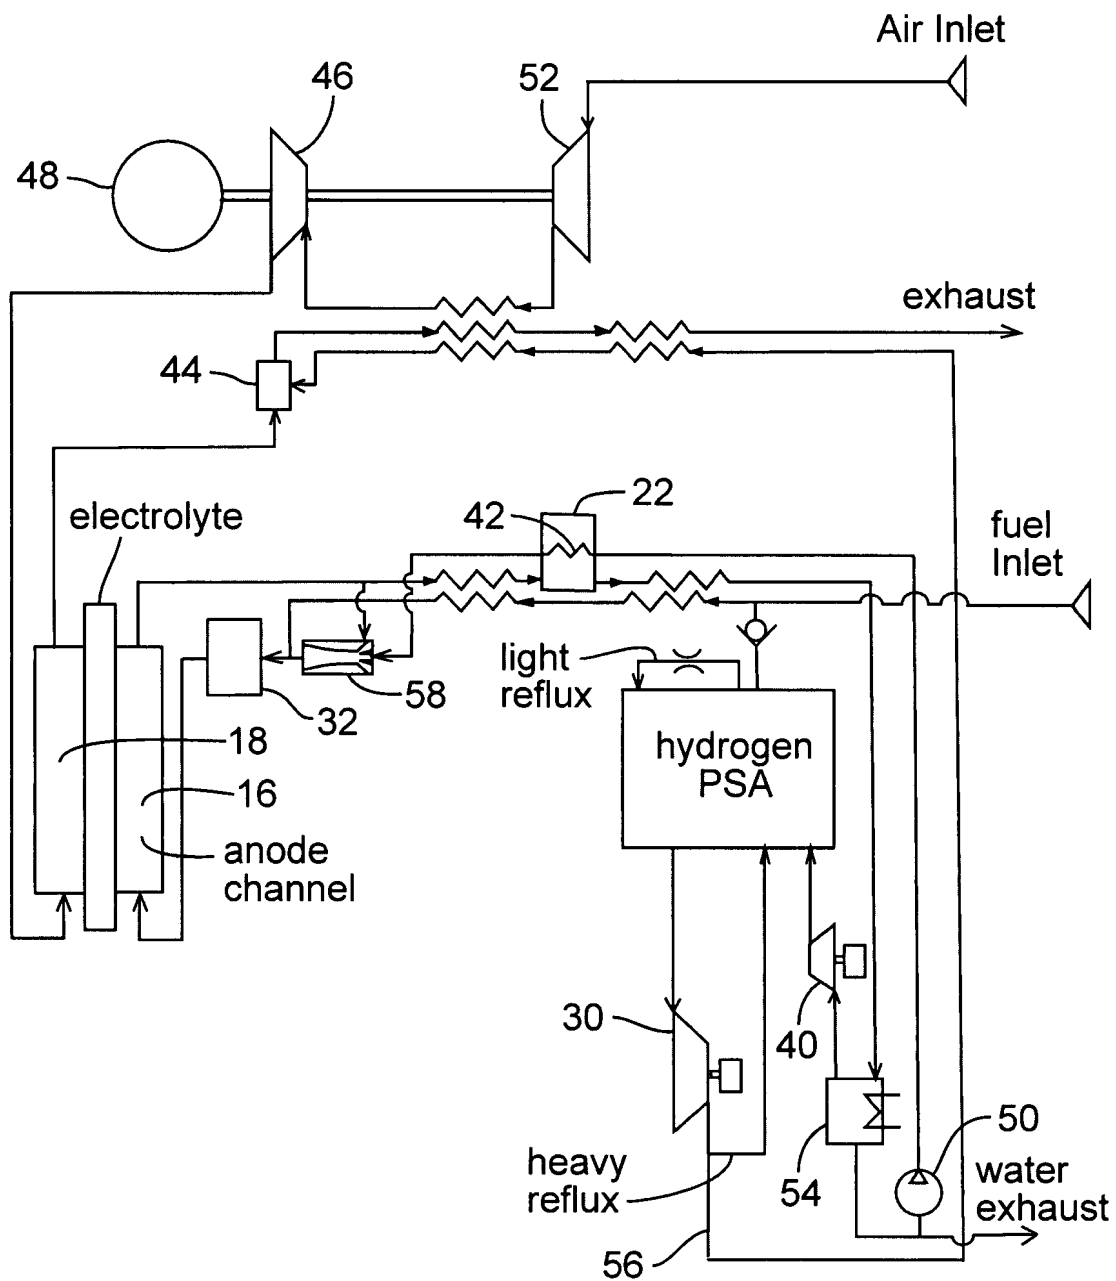 Air Inlet
46
52
48
exhaust
44
electrolyte
22
42
fuel
Inlet
light
reflux
58
32
18
hydrogen
PSA
16
anode
channel
30
40
50
heavy
reflux
54
water
exhaust
56